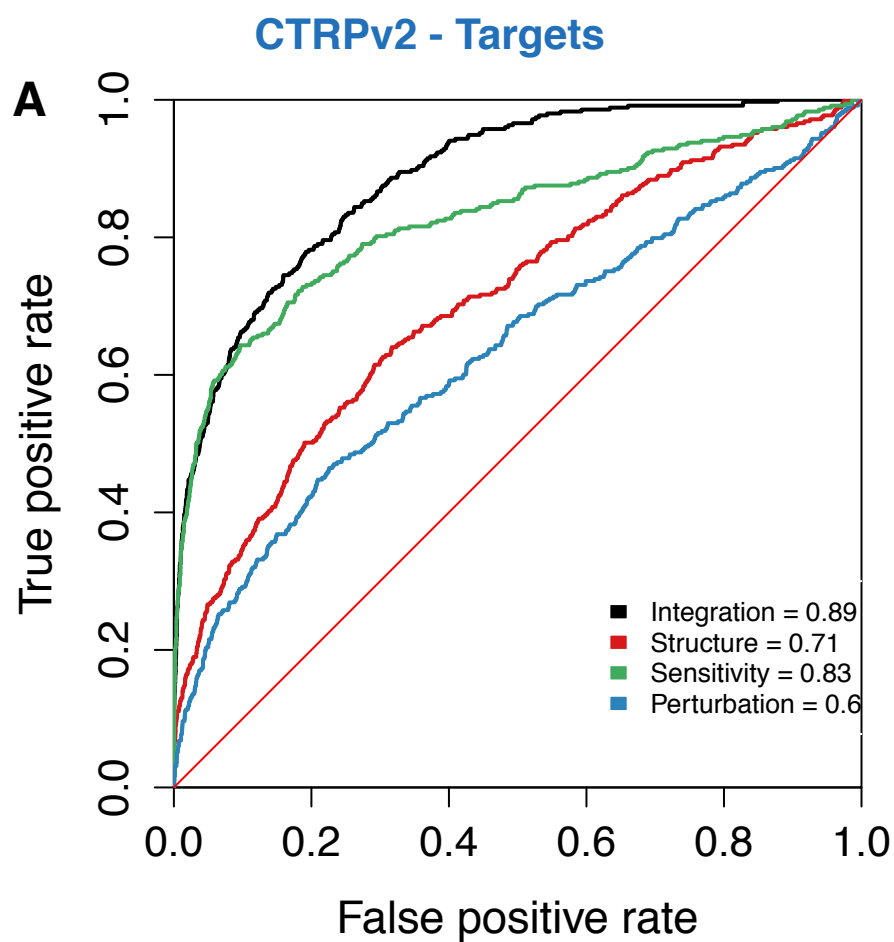 CTRPv2 - Targets
A
True positive rate
1.0
0.8
0.6
0.4
0.2
0.0
Integration = 0.89
Structure = 0.71
Sensitivity = 0.83
Perturbation = 0.6
0.0 0.2 0.4 0.6 0.8 1.0
False positive rate